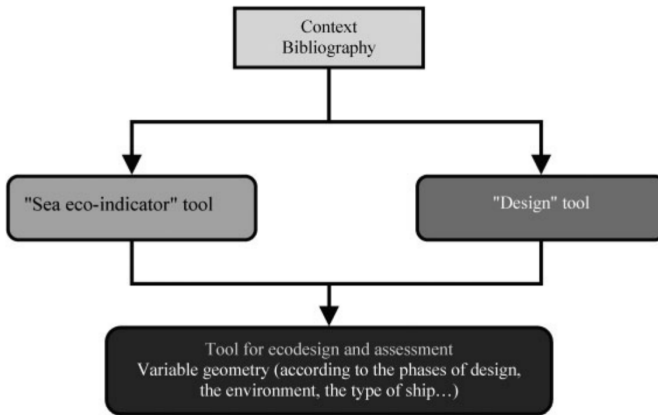 Context
Bibliography
"Sea eco-indicator" tool
"Design" tool
Tool for ecodesign and assessment
Variable geometry (according to the phases of design,
the environment, the type of ship…)